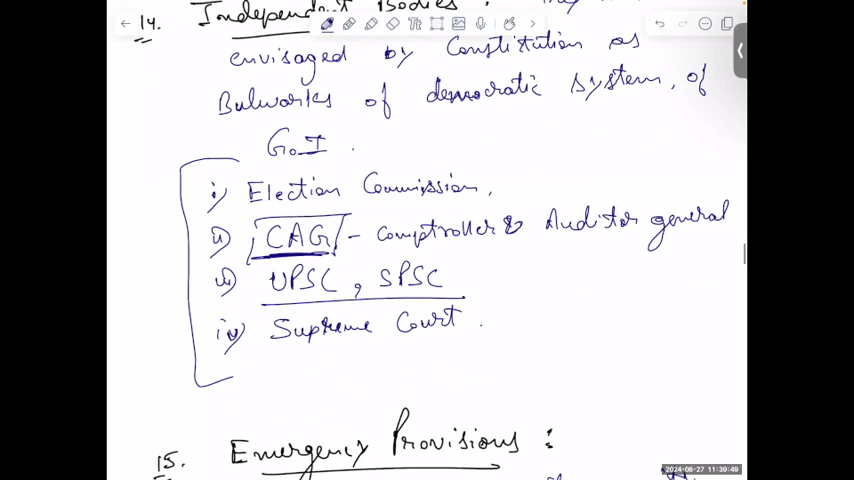 14. Independent Bodies :
envisaged by Constitution as
Bulworks of democratic system, of
GoI .
i) Election Commission,
ii) CAG - Comptroller & Auditor general
iii) UPSC, SPSC
iv) Supreme Court .
15. Emergency Provisions :
2024-08-27 11:39:49